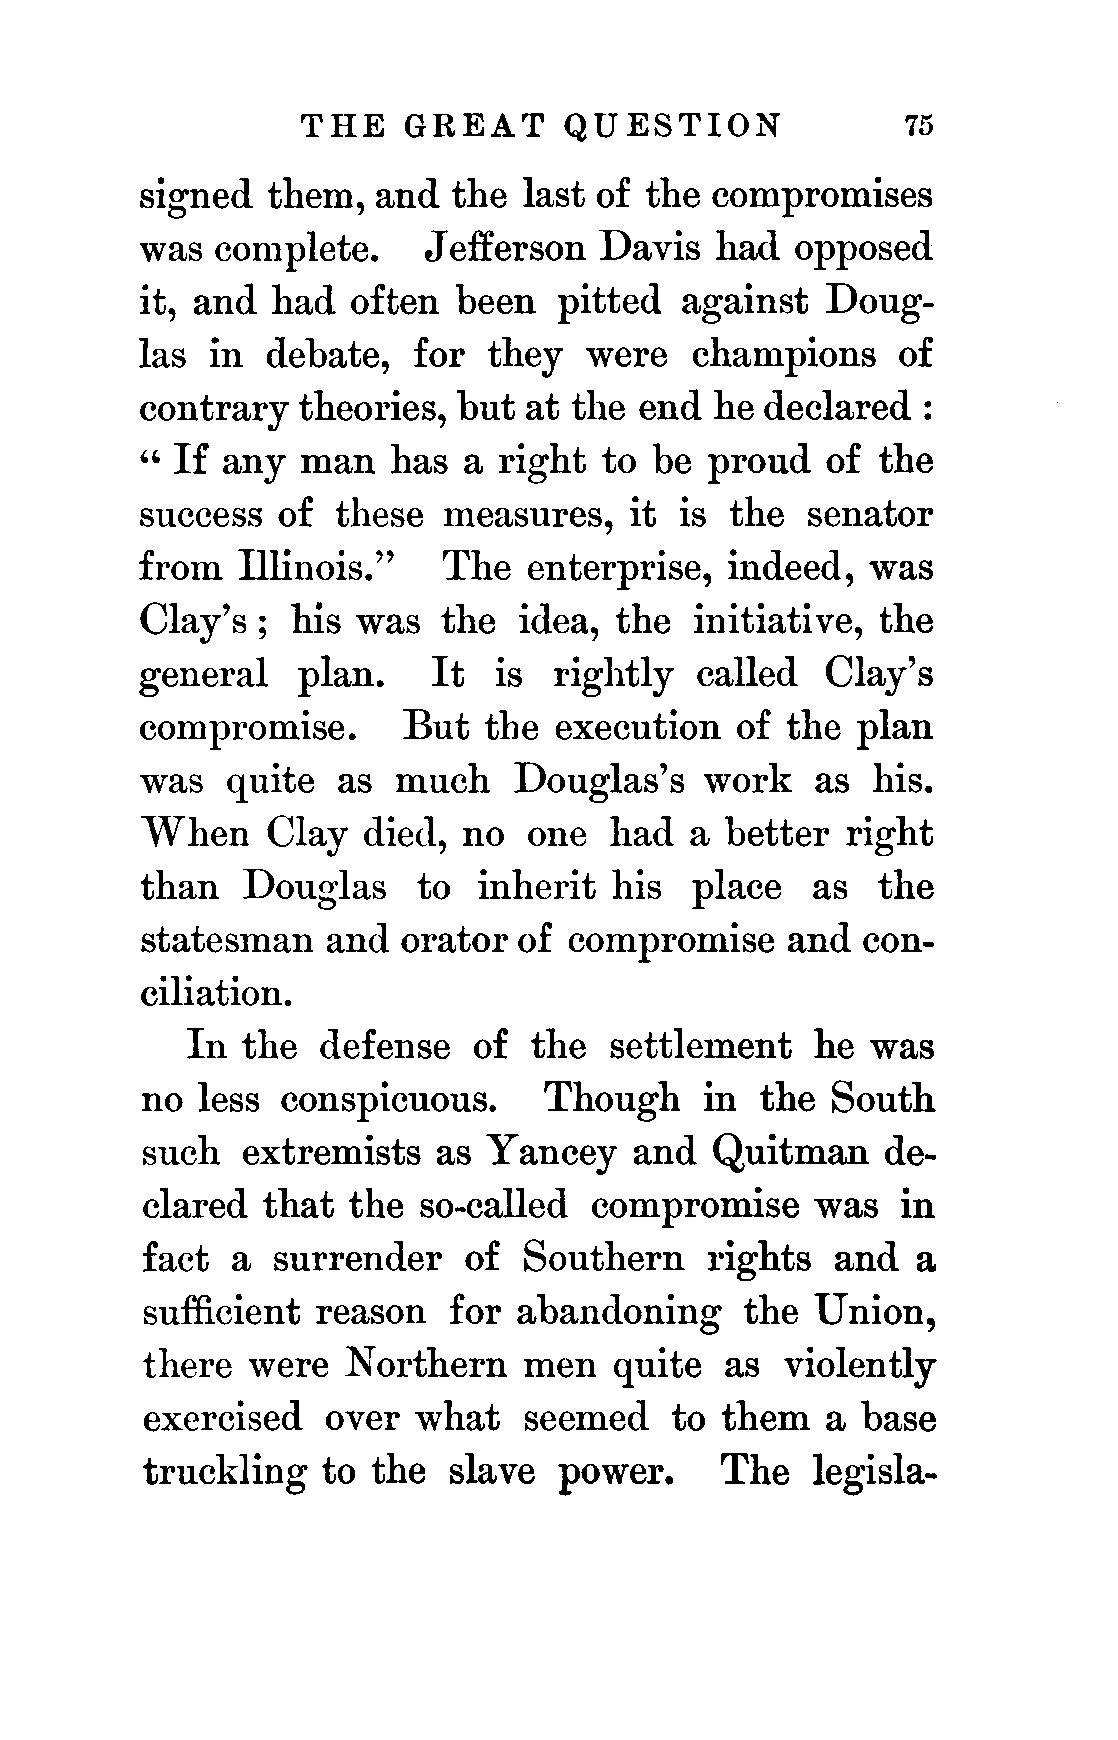 THE GREAT QUESTION 75
signed them, and the last of the compromises
was complete. Jefferson Davis had opposed
it, and had often been pitted against Doug-
las in debate, for they were champions of
contrary theories, but at the end he declared :
“ If any man has a right to be proud of the
success of these measures, it is the senator
from Illinois.” The enterprise, indeed, was
Clay’s ; his was the idea, the initiative, the
general plan. It is rightly called Clay’s
compromise. But the execution of the plan
was quite as much Douglas’s work as his.
When Clay died, no one had a better right
than Douglas to inherit his place as the
statesman and orator of compromise and con-
ciliation.
In the defense of the settlement he was
no less conspicuous. Though in the South
such extremists as Yancey and Quitman de-
clared that the so-called compromise was in
fact a surrender of Southern rights and a
sufficient reason for abandoning the Union,
there were Northern men quite as violently
exercised over what seemed to them a base
truckling to the slave power. The legisla-